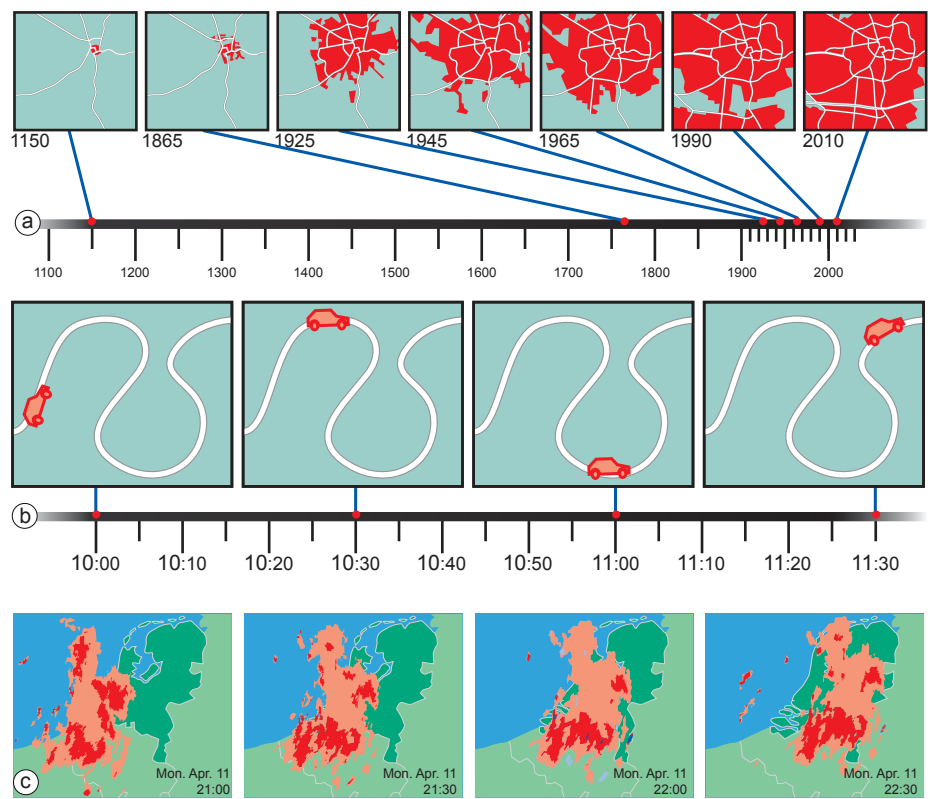 1150 1865 1925 1945 1965 1990 2010
a
1100 1200 1300 1400 1500 1600 1700 1800 1900 2000
b
10:00 10:10 10:20 10:30 10:40 10:50 11:00 11:10 11:20 11:30
Mon. Apr. 11 Mon. Apr. 11 Mon. Apr. 11 Mon. Apr. 11
c 21:00 21:30 22:00 22:30